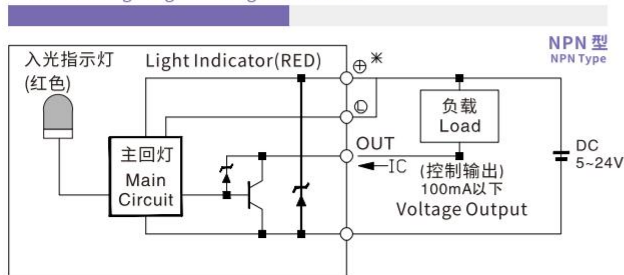 NPN 型
NPN Type
入光指示灯
(红色)
Light Indicator(RED)
⊕ *
Ⓛ
负载
Load
主回灯
Main
Circuit
OUT
IC
(控制输出)
100mA以下
Voltage Output
DC
5~24V